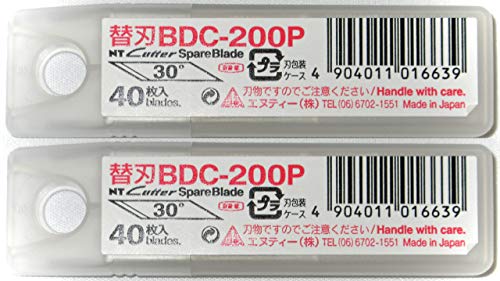 替刃BDC-200P
NT Cutter SpareBlade
30°
プラ
刃包装
ケース
40枚入
blades.
刃物ですのでご注意ください/Handle with care.
エヌティー(株) TEL(06)6702-1551 Made in Japan
4 904011 016639
替刃BDC-200P
NT Cutter SpareBlade
30°
プラ
刃包装
ケース
40枚入
blades.
刃物ですのでご注意ください/Handle with care.
エヌティー(株) TEL(06)6702-1551 Made in Japan
4 904011 016639